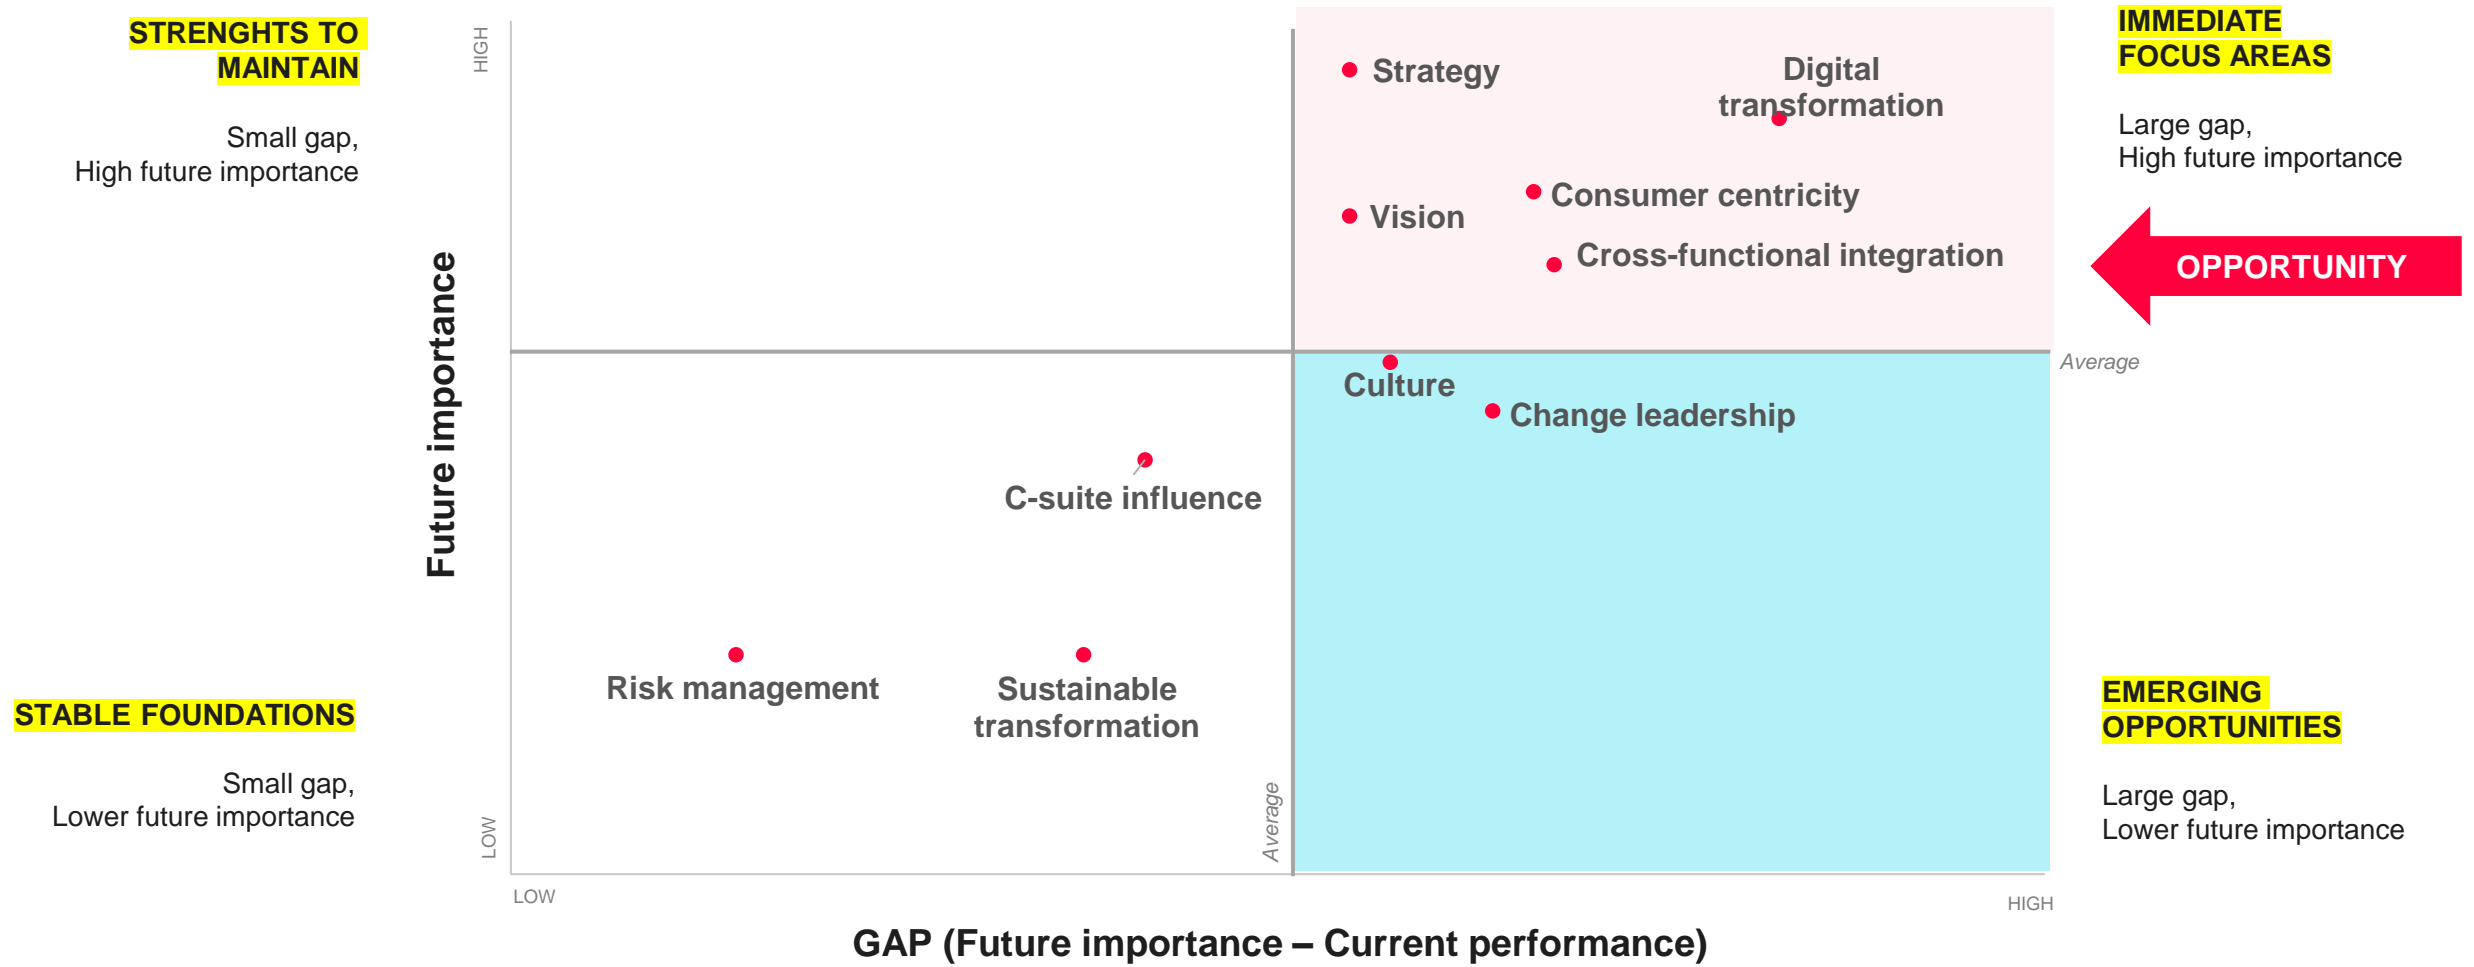 STRENGHTS TO
MAINTAIN
Small gap,
High future importance
HIGH
Strategy
Digital
transformation
Consumer centricity
Vision
Cross-functional integration
IMMEDIATE
FOCUS AREAS
Large gap,
High future importance
OPPORTUNITY
Average
Future importance
Culture
Change leadership
C-suite influence
Risk management
Sustainable
transformation
STABLE FOUNDATIONS
Small gap,
Lower future importance
LOW
Average
EMERGING
OPPORTUNITIES
Large gap,
Lower future importance
LOW
HIGH
GAP (Future importance – Current performance)